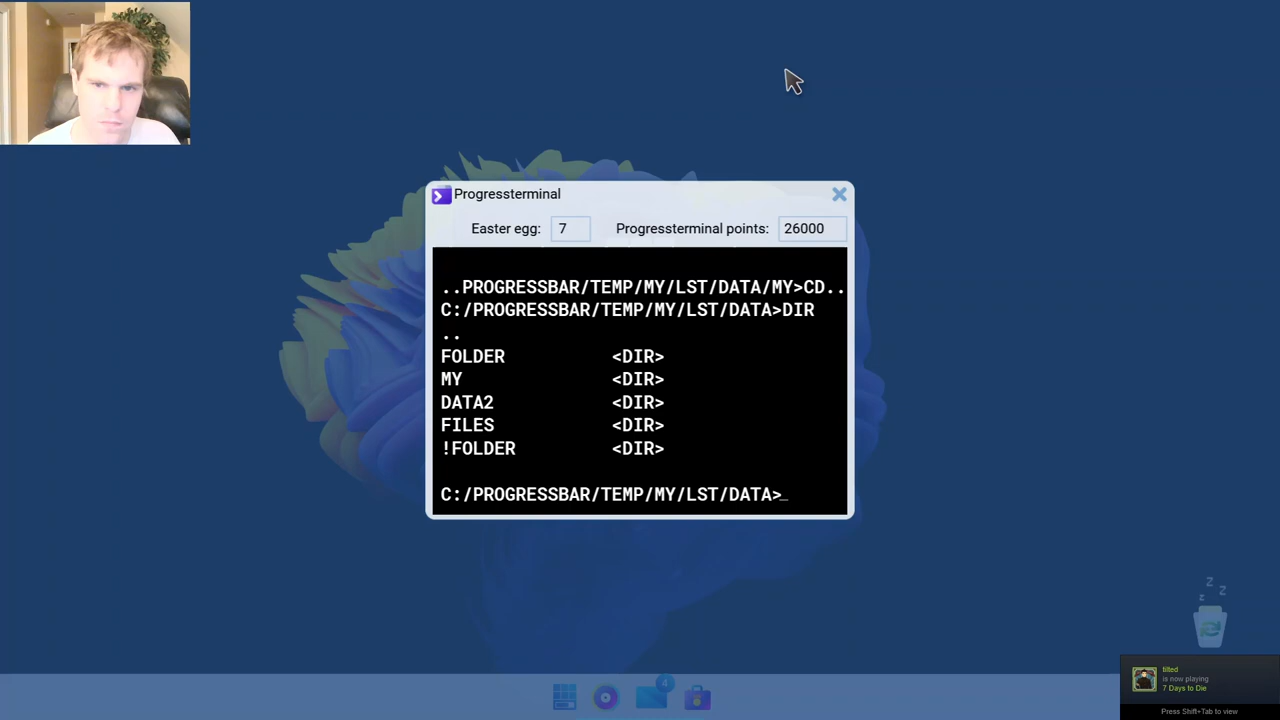 Progressterminal
Easter egg: 7 Progressterminal points: 26000
..PROGRESSBAR/TEMP/MY/LST/DATA/MY>CD..
C:/PROGRESSBAR/TEMP/MY/LST/DATA>DIR
..
FOLDER <DIR>
MY <DIR>
DATA2 <DIR>
FILES <DIR>
!FOLDER <DIR>
C:/PROGRESSBAR/TEMP/MY/LST/DATA>_
z z
z
4
tilted
is now playing
7 Days to Die
Press Shift+Tab to view